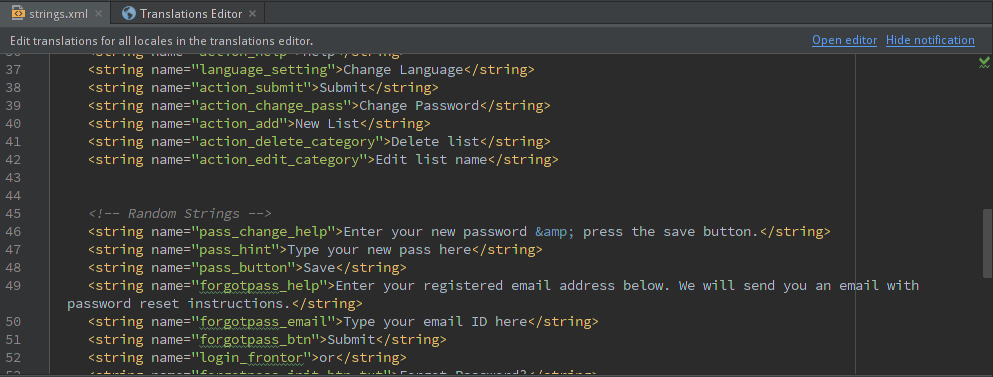 strings.xml
Translations Editor
Edit translations for all locales in the translations editor.
Open editor
Hide notification
37 <string name="language_setting">Change Language</string>
38 <string name="action_submit">Submit</string>
39 <string name="action_change_pass">Change Password</string>
40 <string name="action_add">New List</string>
41 <string name="action_delete_category">Delete list</string>
42 <string name="action_edit_category">Edit list name</string>
43
44
45 <!-- Random Strings -->
46 <string name="pass_change_help">Enter your new password &amp; press the save button.</string>
47 <string name="pass_hint">Type your new pass here</string>
48 <string name="pass_button">Save</string>
49 <string name="forgotpass_help">Enter your registered email address below. We will send you an email with
password reset instructions.</string>
50 <string name="forgotpass_email">Type your email ID here</string>
51 <string name="forgotpass_btn">Submit</string>
52 <string name="login_frontor">or</string>